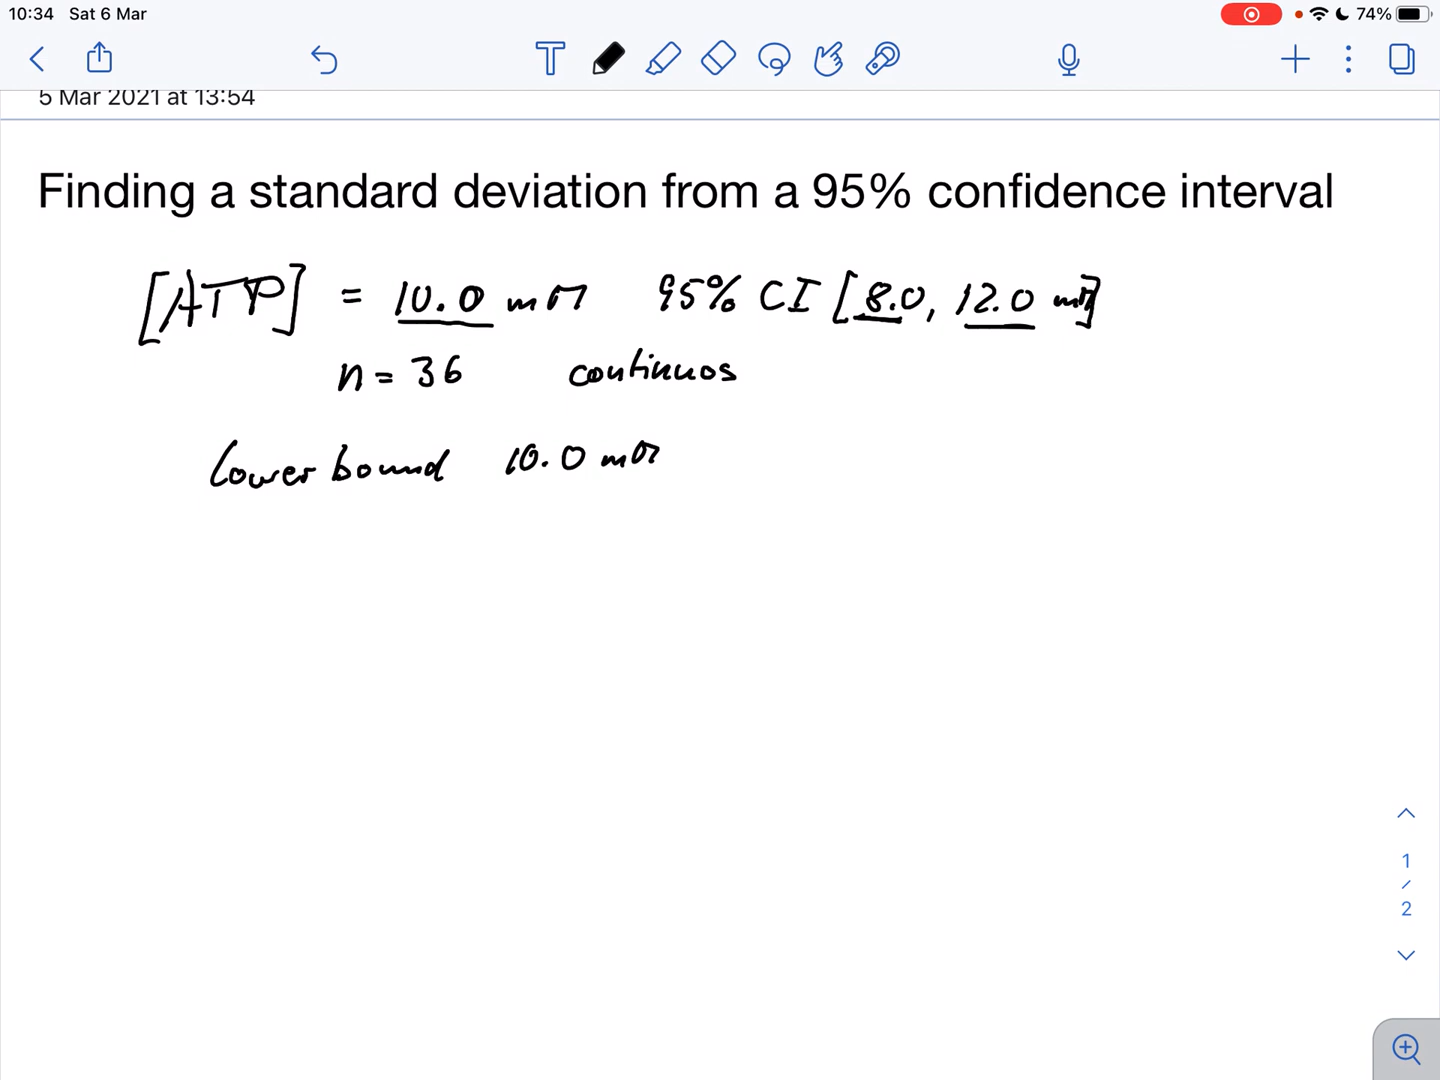 10:34 Sat 6 Mar 74%
5 Mar 2021 at 13:54
Finding a standard deviation from a 95% confidence interval
[ATP] = 10.0 mM 95% CI [8.0, 12.0 mM]
n = 36 continuos
Lower bound 10.0 mM
1
/
2